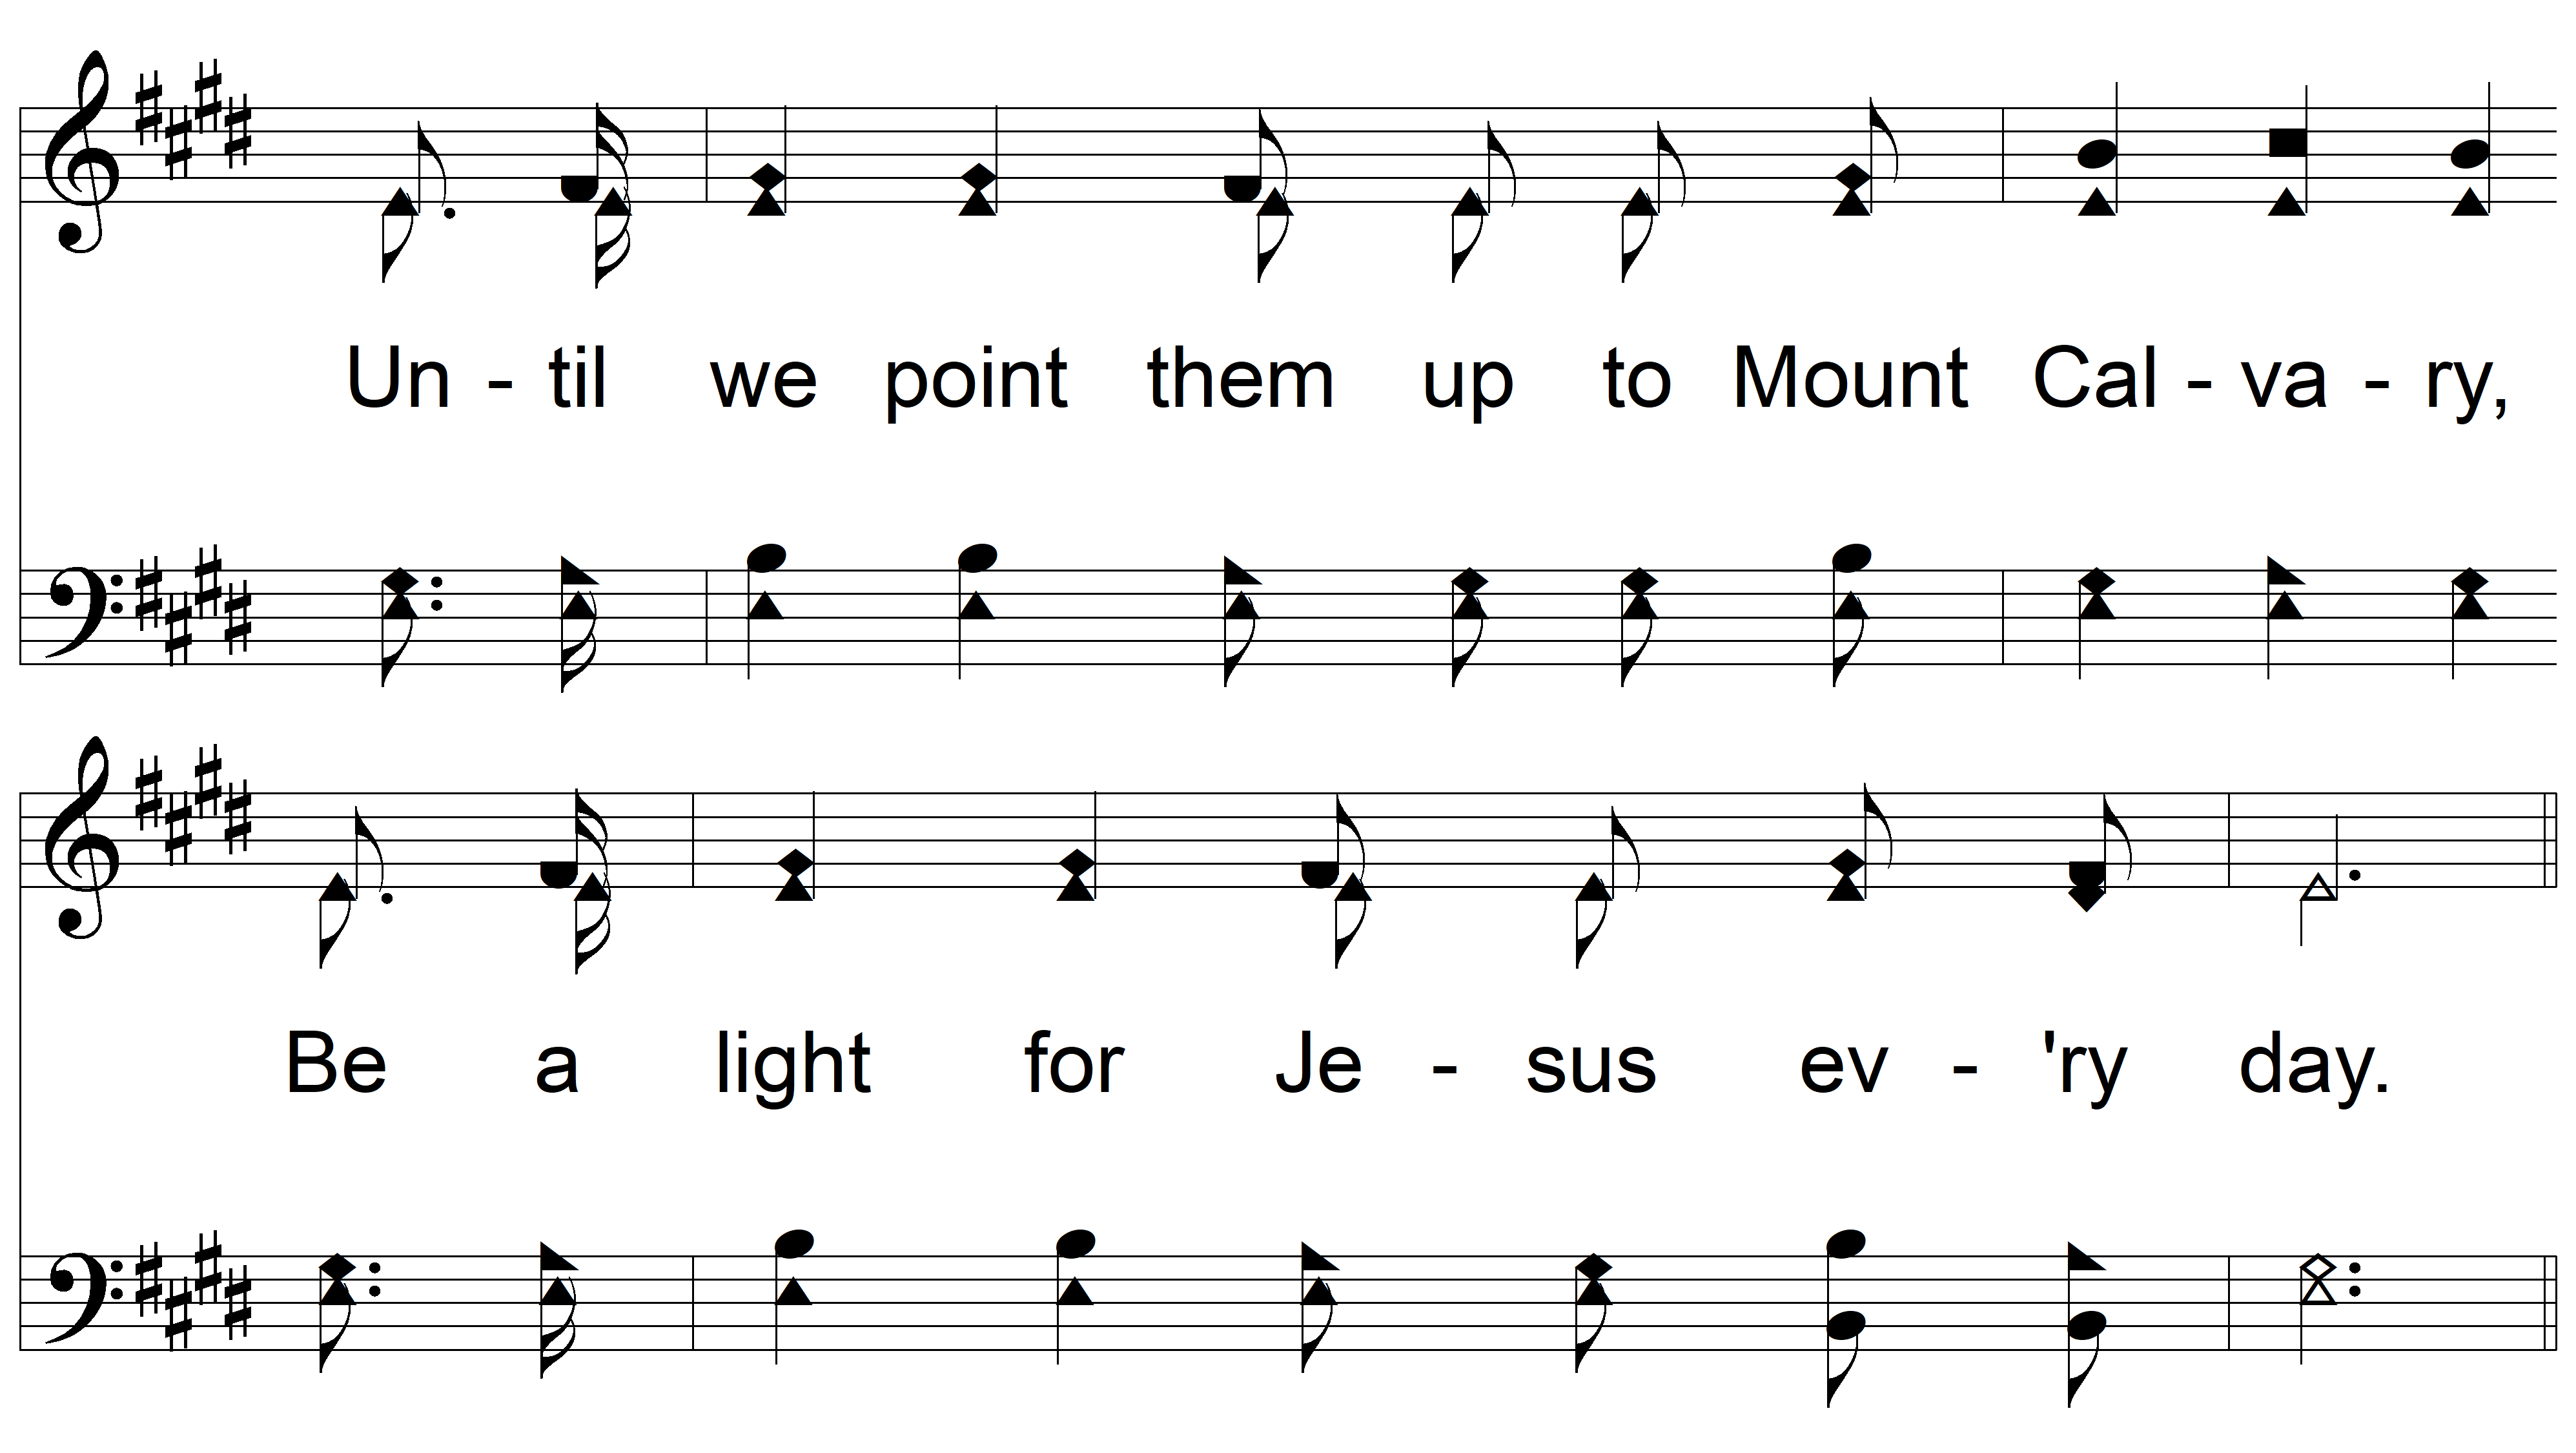 Un - til we point them up to Mount Cal - va - ry,
Be a light for Je - sus ev - 'ry day.